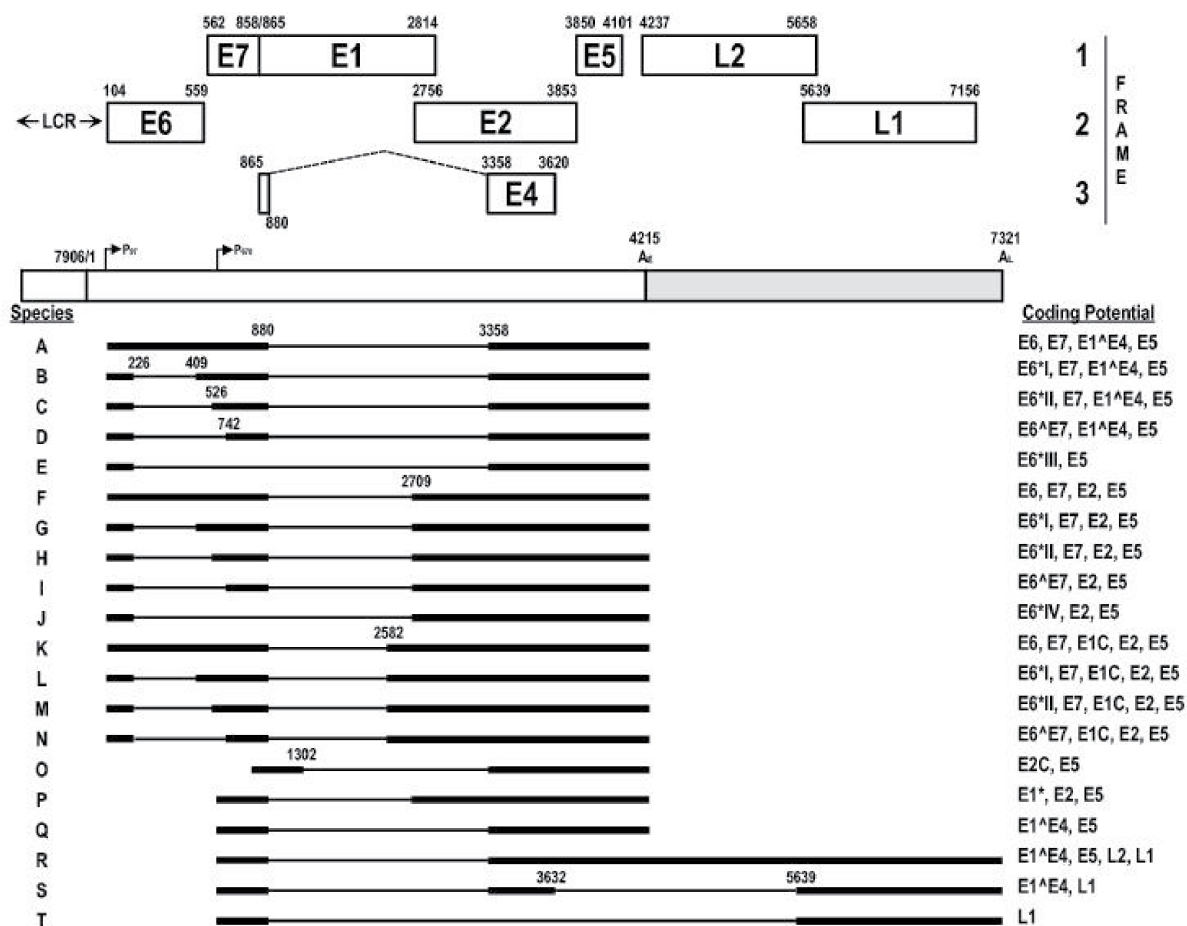 562 858/865 2814 3850 4101 4237 5658
E7 E1 E5 L2 1
104 559 2756 3853 5639 7156
←LCR→ E6 E2 L1 2
865 3358 3620
E4 3
880
FRAME
7906/1 P97 P670 4215 7321
AE AL
Species Coding Potential
880 3358
A E6, E7, E1^E4, E5
226 409
B E6*I, E7, E1^E4, E5
526
C E6*II, E7, E1^E4, E5
742
D E6^E7, E1^E4, E5
E E6*III, E5
2709
F E6, E7, E2, E5
G E6*I, E7, E2, E5
H E6*II, E7, E2, E5
I E6^E7, E2, E5
J E6*IV, E2, E5
2582
K E6, E7, E1C, E2, E5
L E6*I, E7, E1C, E2, E5
M E6*II, E7, E1C, E2, E5
N E6^E7, E1C, E2, E5
1302
O E2C, E5
P E1*, E2, E5
Q E1^E4, E5
R E1^E4, E5, L2, L1
3632 5639
S E1^E4, L1
T L1